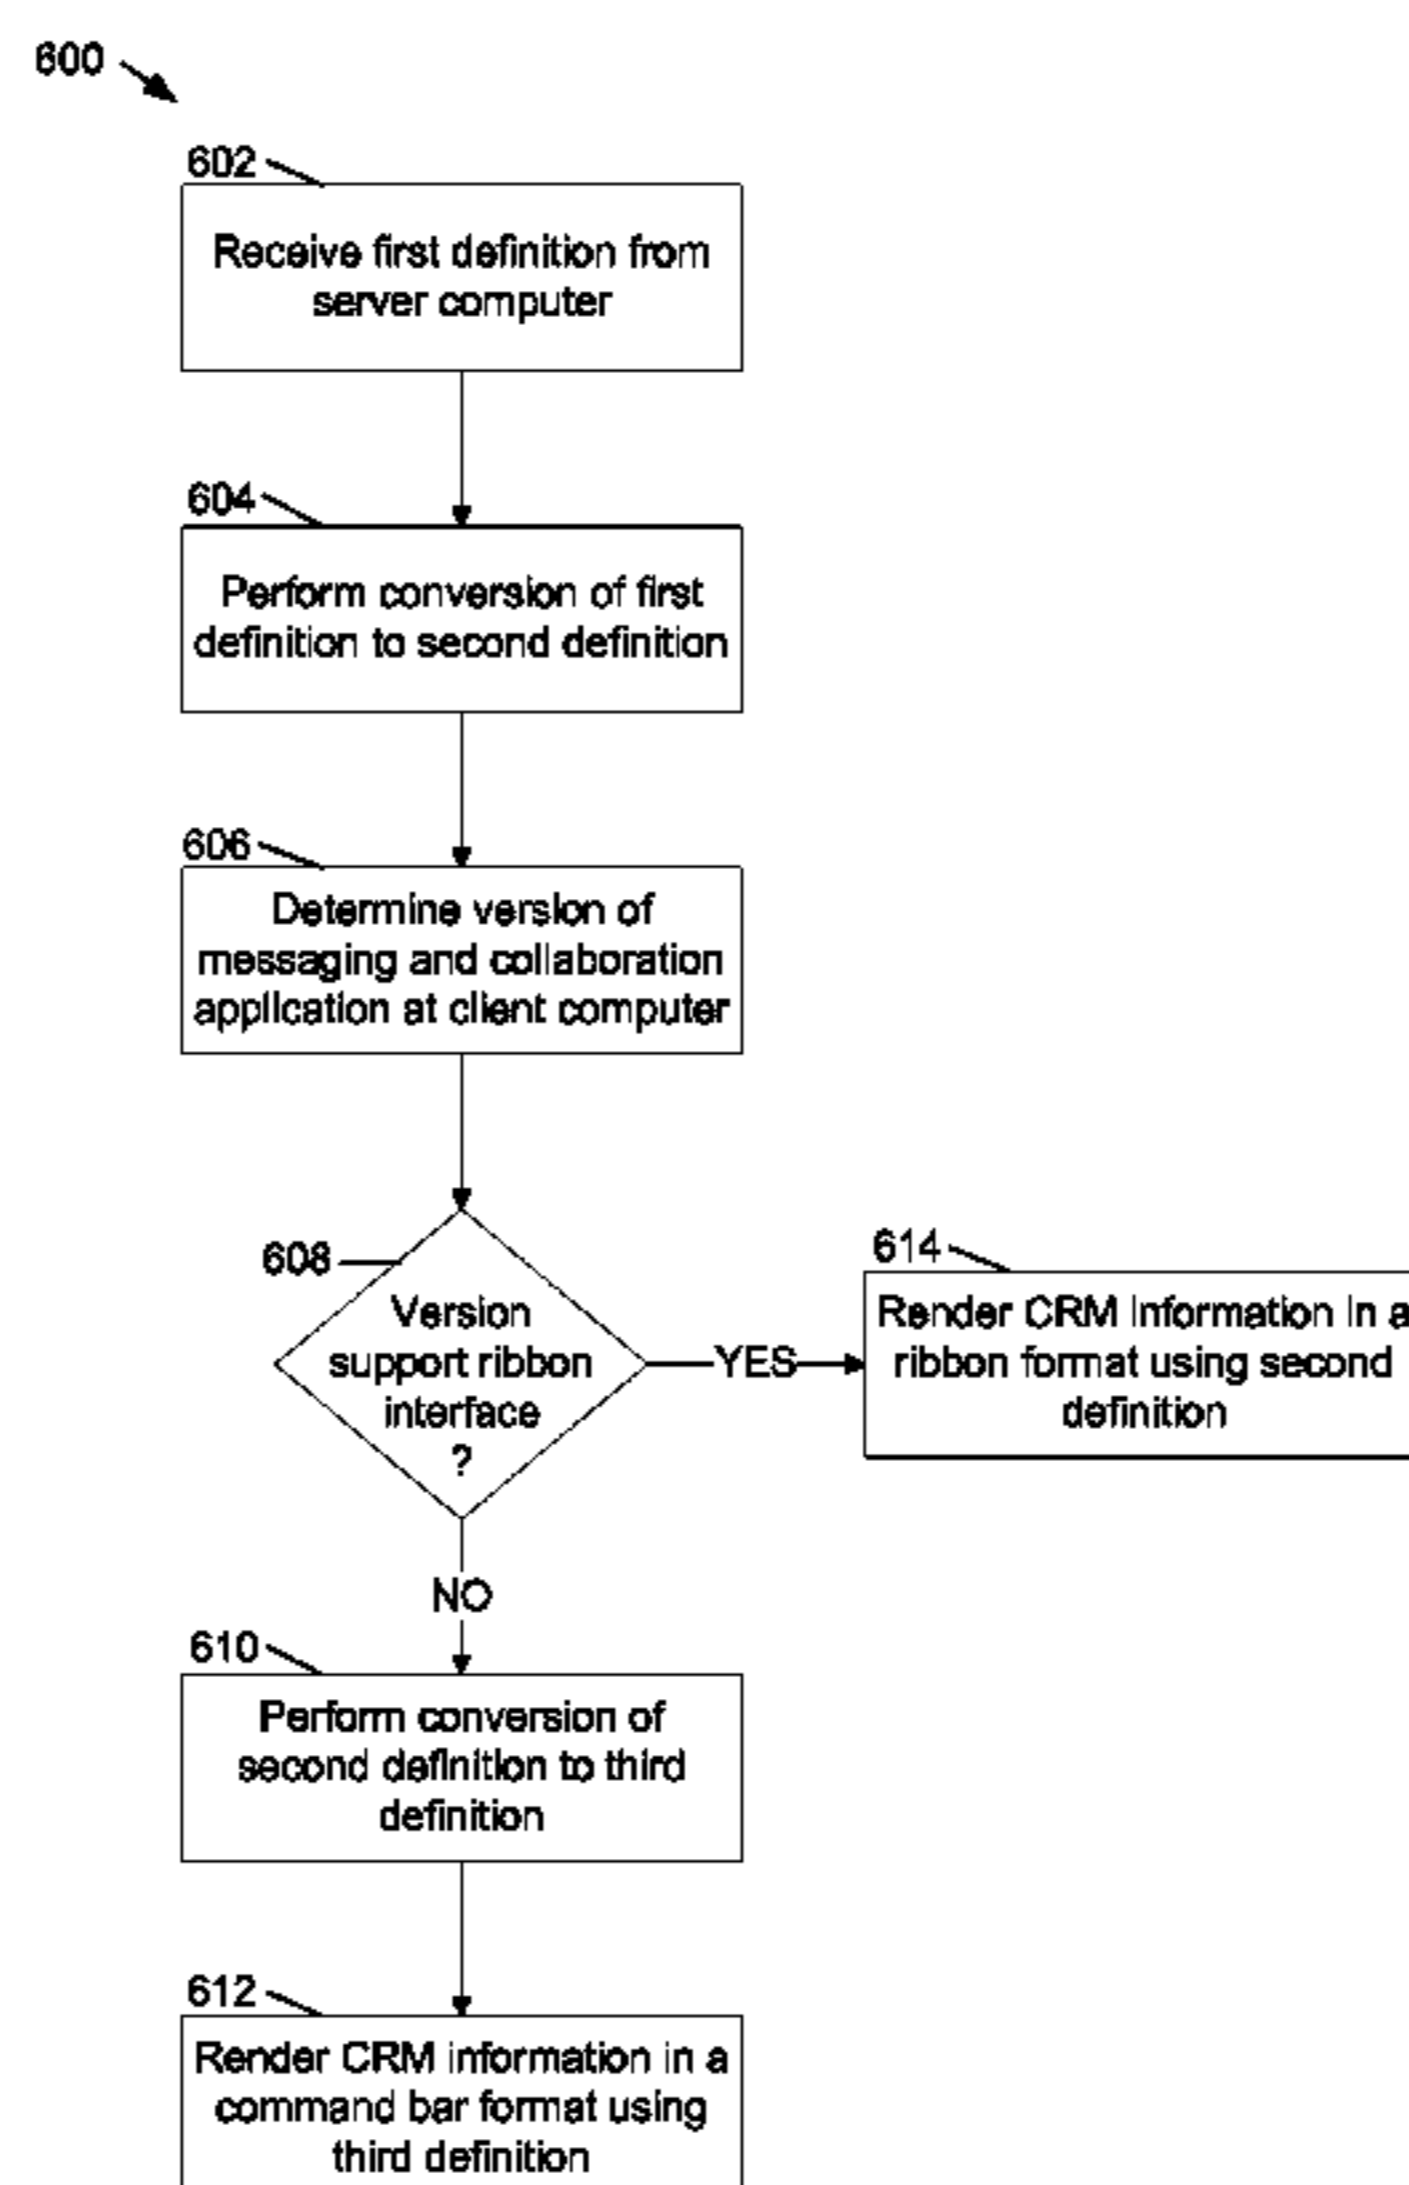 600
602
Receive first definition from
server computer
604
Perform conversion of first
definition to second definition
606
Determine version of
messaging and collaboration
application at client computer
608
Version
support ribbon
interface
?
YES
614
Render CRM information in a
ribbon format using second
definition
NO
610
Perform conversion of
second definition to third
definition
612
Render CRM information in a
command bar format using
third definition